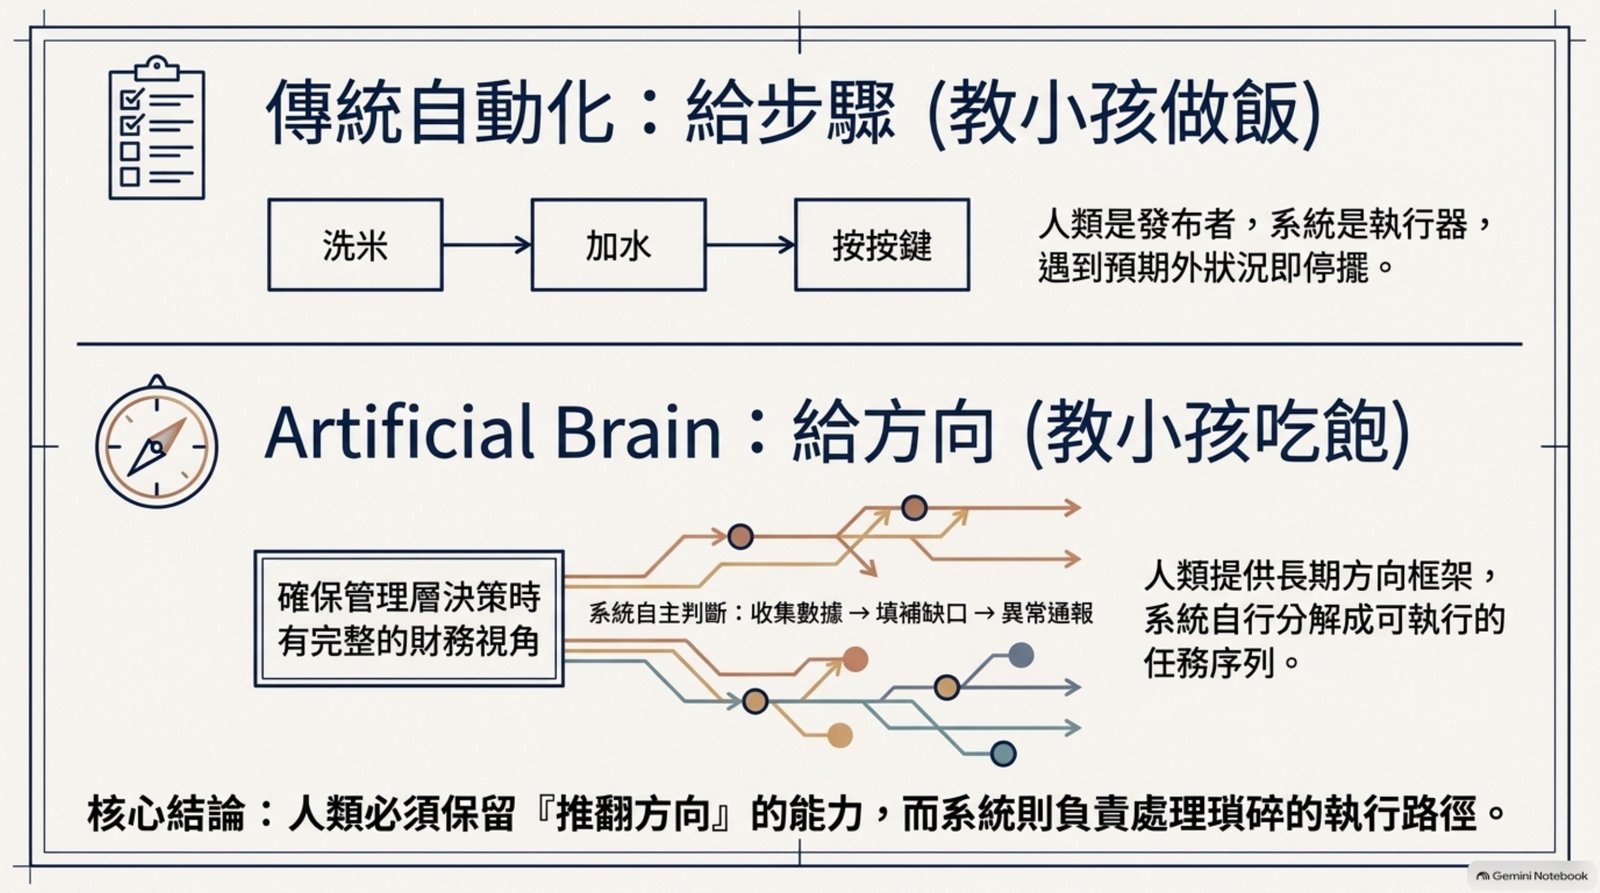 傳統自動化：給步驟 (教小孩做飯)
洗米
加水
按按鍵
人類是發布者，系統是執行器，
遇到預期外狀況即停擺。
Artificial Brain：給方向 (教小孩吃飽)
確保管理層決策時
有完整的財務視角
系統自主判斷：收集數據 → 填補缺口 → 異常通報
人類提供長期方向框架，
系統自行分解成可執行的
任務序列。
核心結論：人類必須保留『推翻方向』的能力，而系統則負責處理瑣碎的執行路徑。
Gemini Notebook